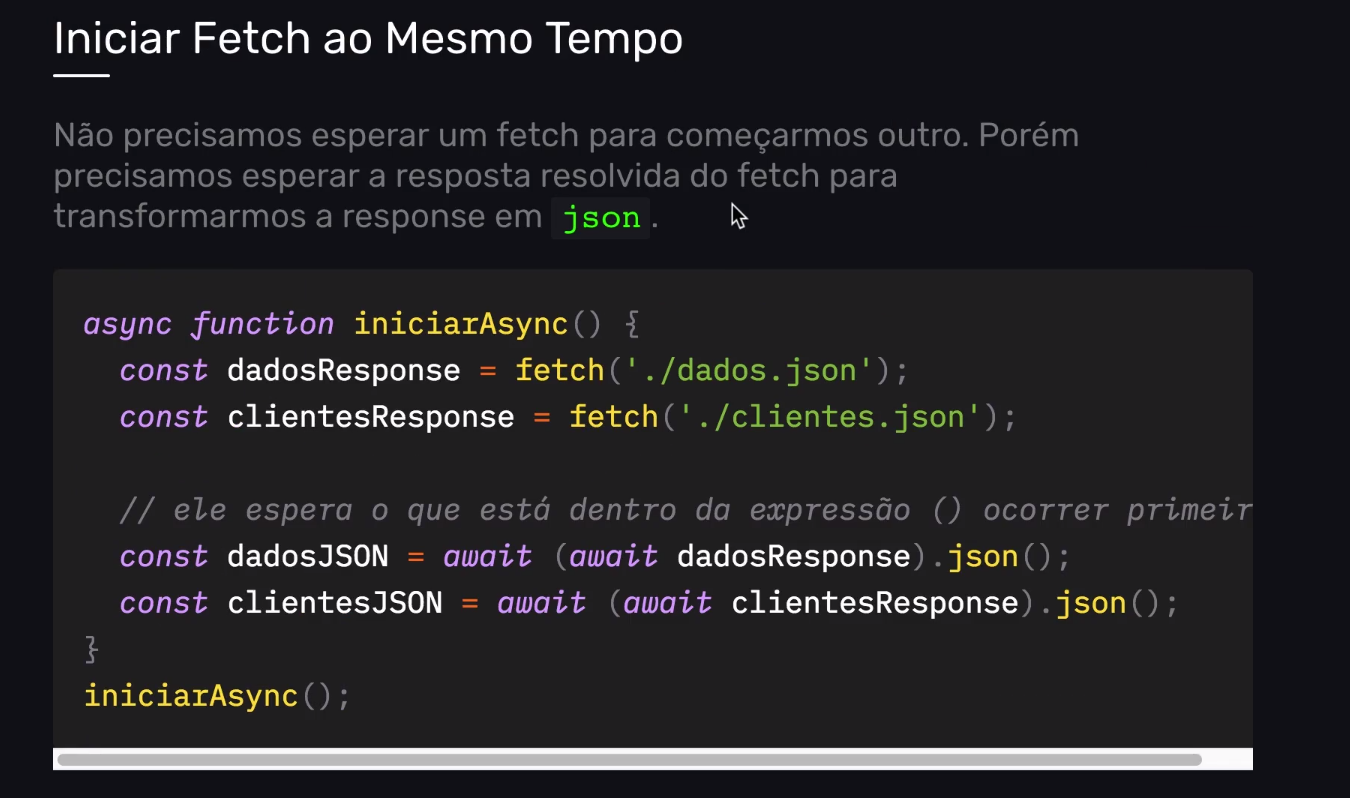 Iniciar Fetch ao Mesmo Tempo
Não precisamos esperar um fetch para começarmos outro. Porém
precisamos esperar a resposta resolvida do fetch para
transformarmos a response em json.
async function iniciarAsync() {
  const dadosResponse = fetch('./dados.json');
  const clientesResponse = fetch('./clientes.json');
  // ele espera o que está dentro da expressão () ocorrer primeir
  const dadosJSON = await (await dadosResponse).json();
  const clientesJSON = await (await clientesResponse).json();
}
iniciarAsync();